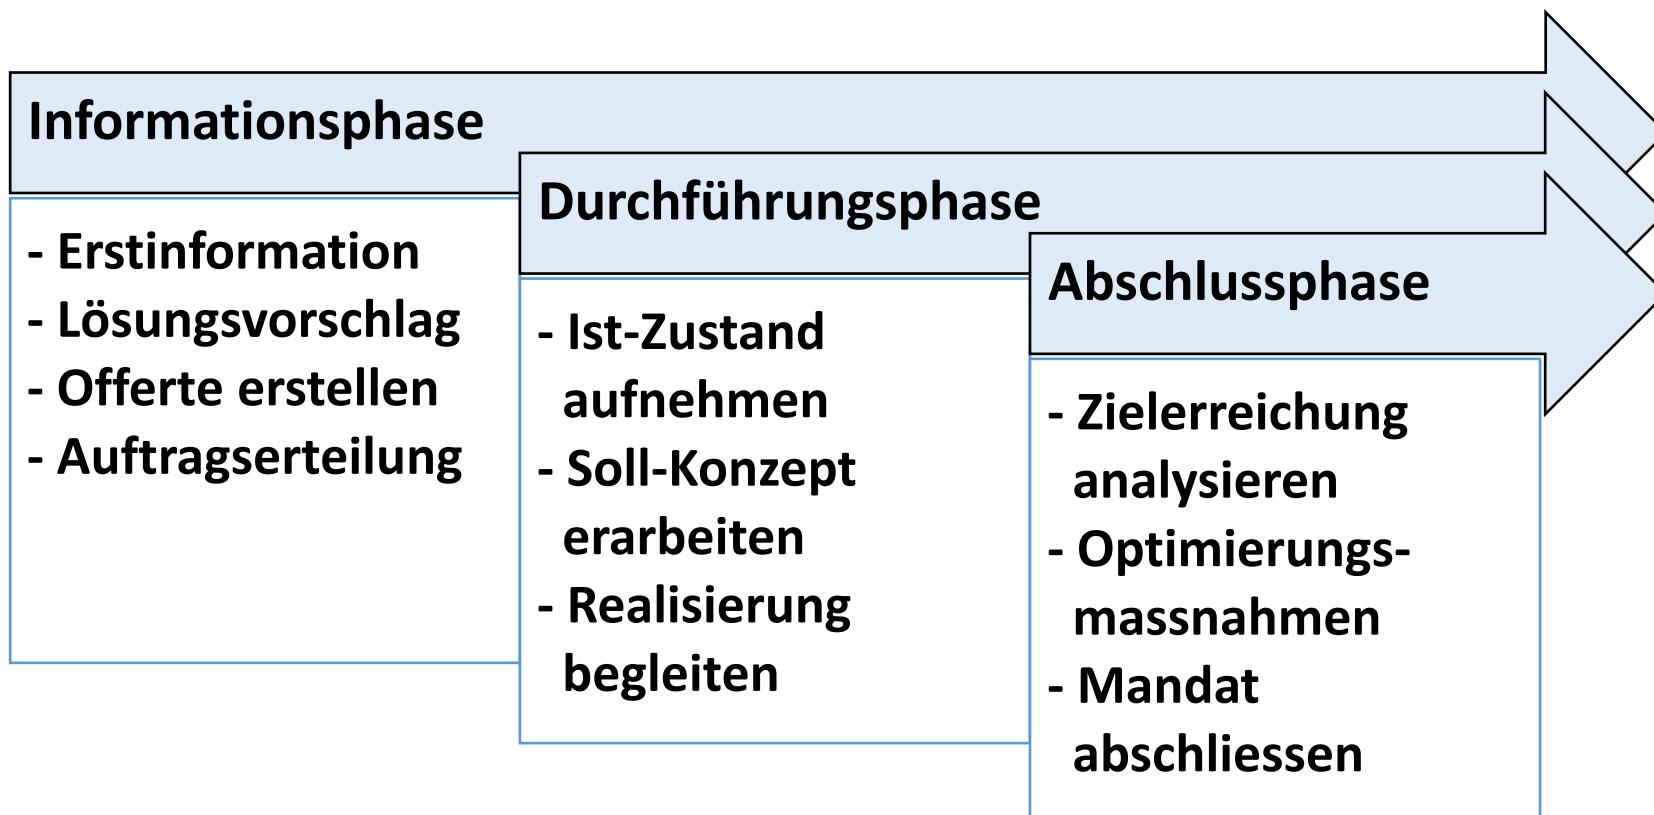 Informationsphase
- Erstinformation
- Lösungsvorschlag
- Offerte erstellen
- Auftragserteilung
Durchführungsphase
- Ist-Zustand
aufnehmen
- Soll-Konzept
erarbeiten
- Realisierung
begleiten
Abschlussphase
- Zielerreichung
analysieren
- Optimierungs-
massnahmen
- Mandat
abschliessen